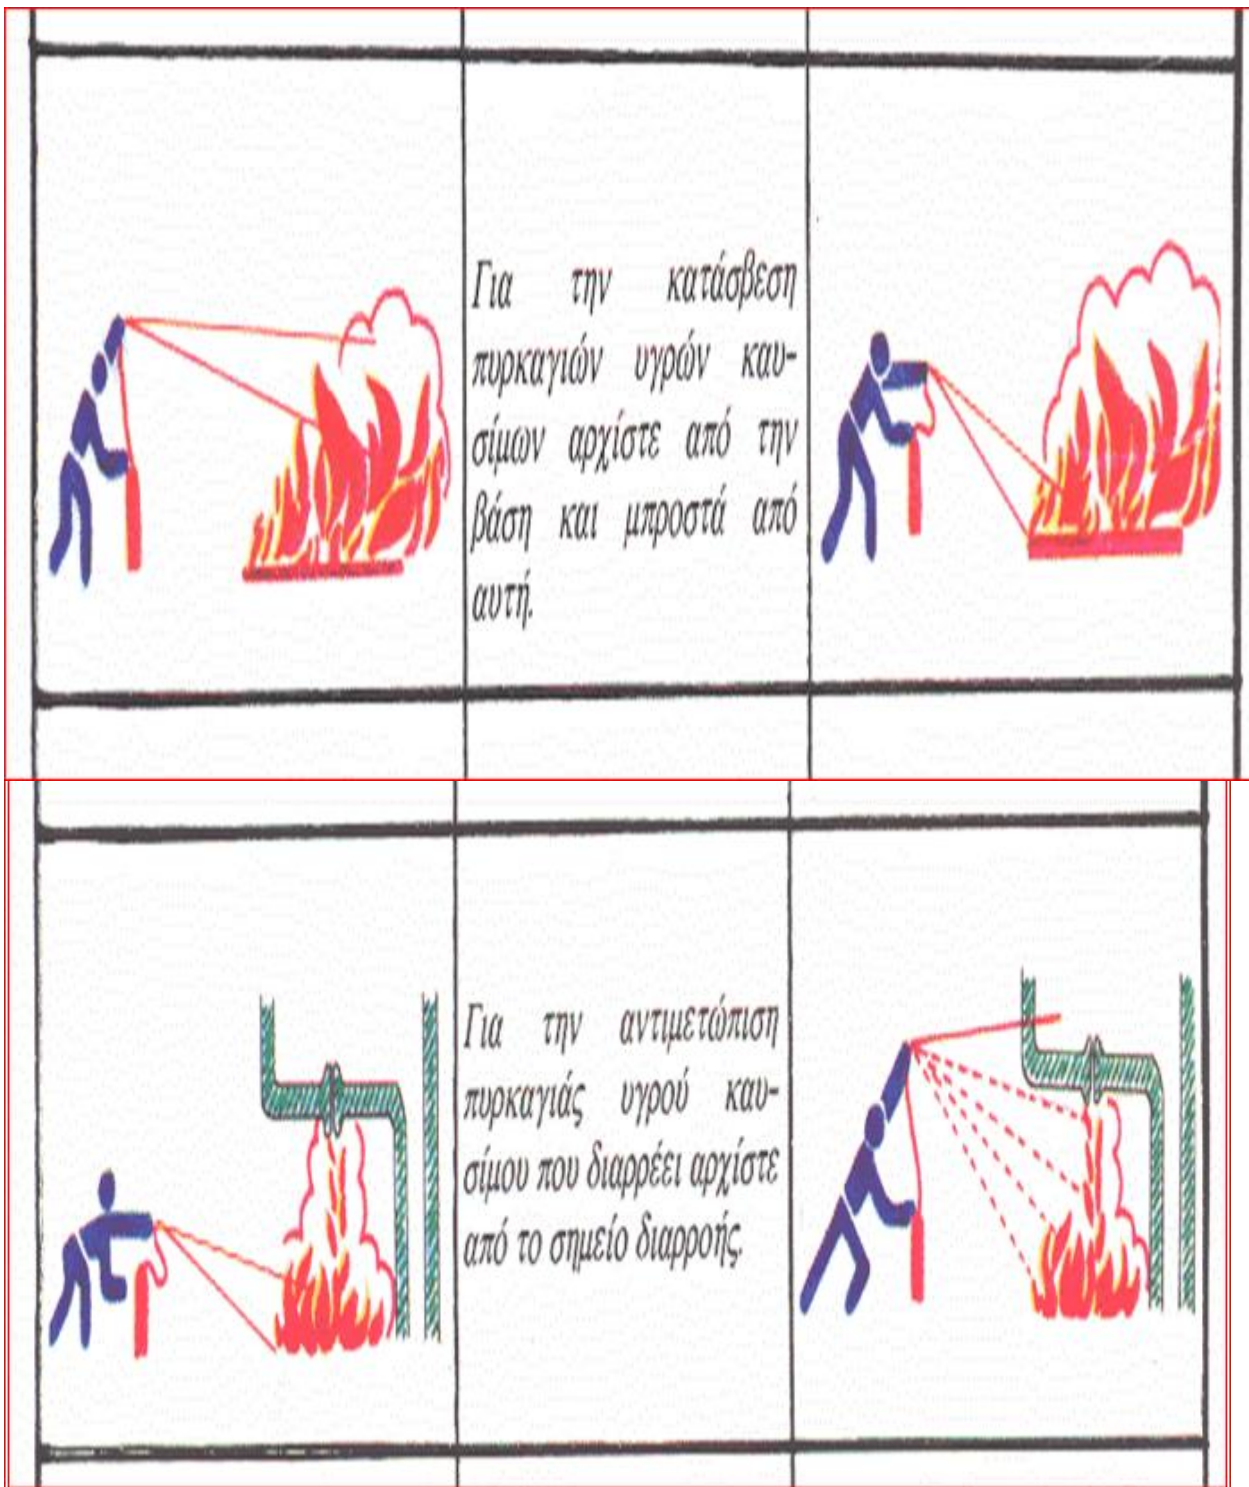 Για την κατάσβεση
πυρκαγιών υγρών καυ-
σίμων αρχίστε από την
βάση και μπροστά από
αυτή.
Για την αντιμετώπιση
πυρκαγιάς υγρού καυ-
σίμου που διαρρέει αρχίστε
από το σημείο διαρροής.